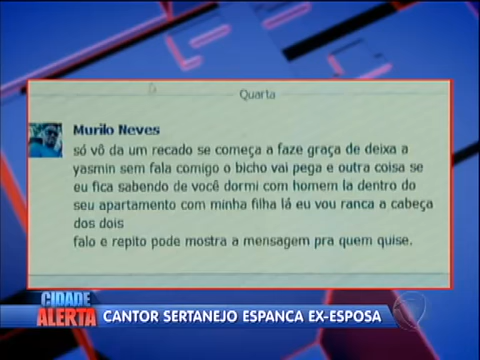 Quarta
Murilo Neves
só vô da um recado se começa a faze graça de deixa a
yasmin sem fala comigo o bicho vai pega e outra coisa se
eu fica sabendo de você dormi com homem la dentro do
seu apartamento com minha filha lá eu vou ranca a cabeça
dos dois
falo e repito pode mostra a mensagem pra quem quise.
CIDADE
ALERTA
CANTOR SERTANEJO ESPANCA EX-ESPOSA